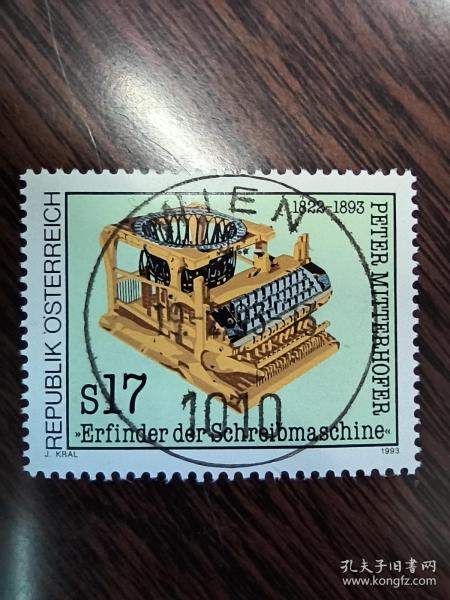 WIEN
1822-1893
PETER MITTERHOFER
REPUBLIK ÖSTERREICH
s17
1010
»Erfinder der Schreibmaschine«
J. KRAL
1993
孔夫子旧书网
www.kongfz.com